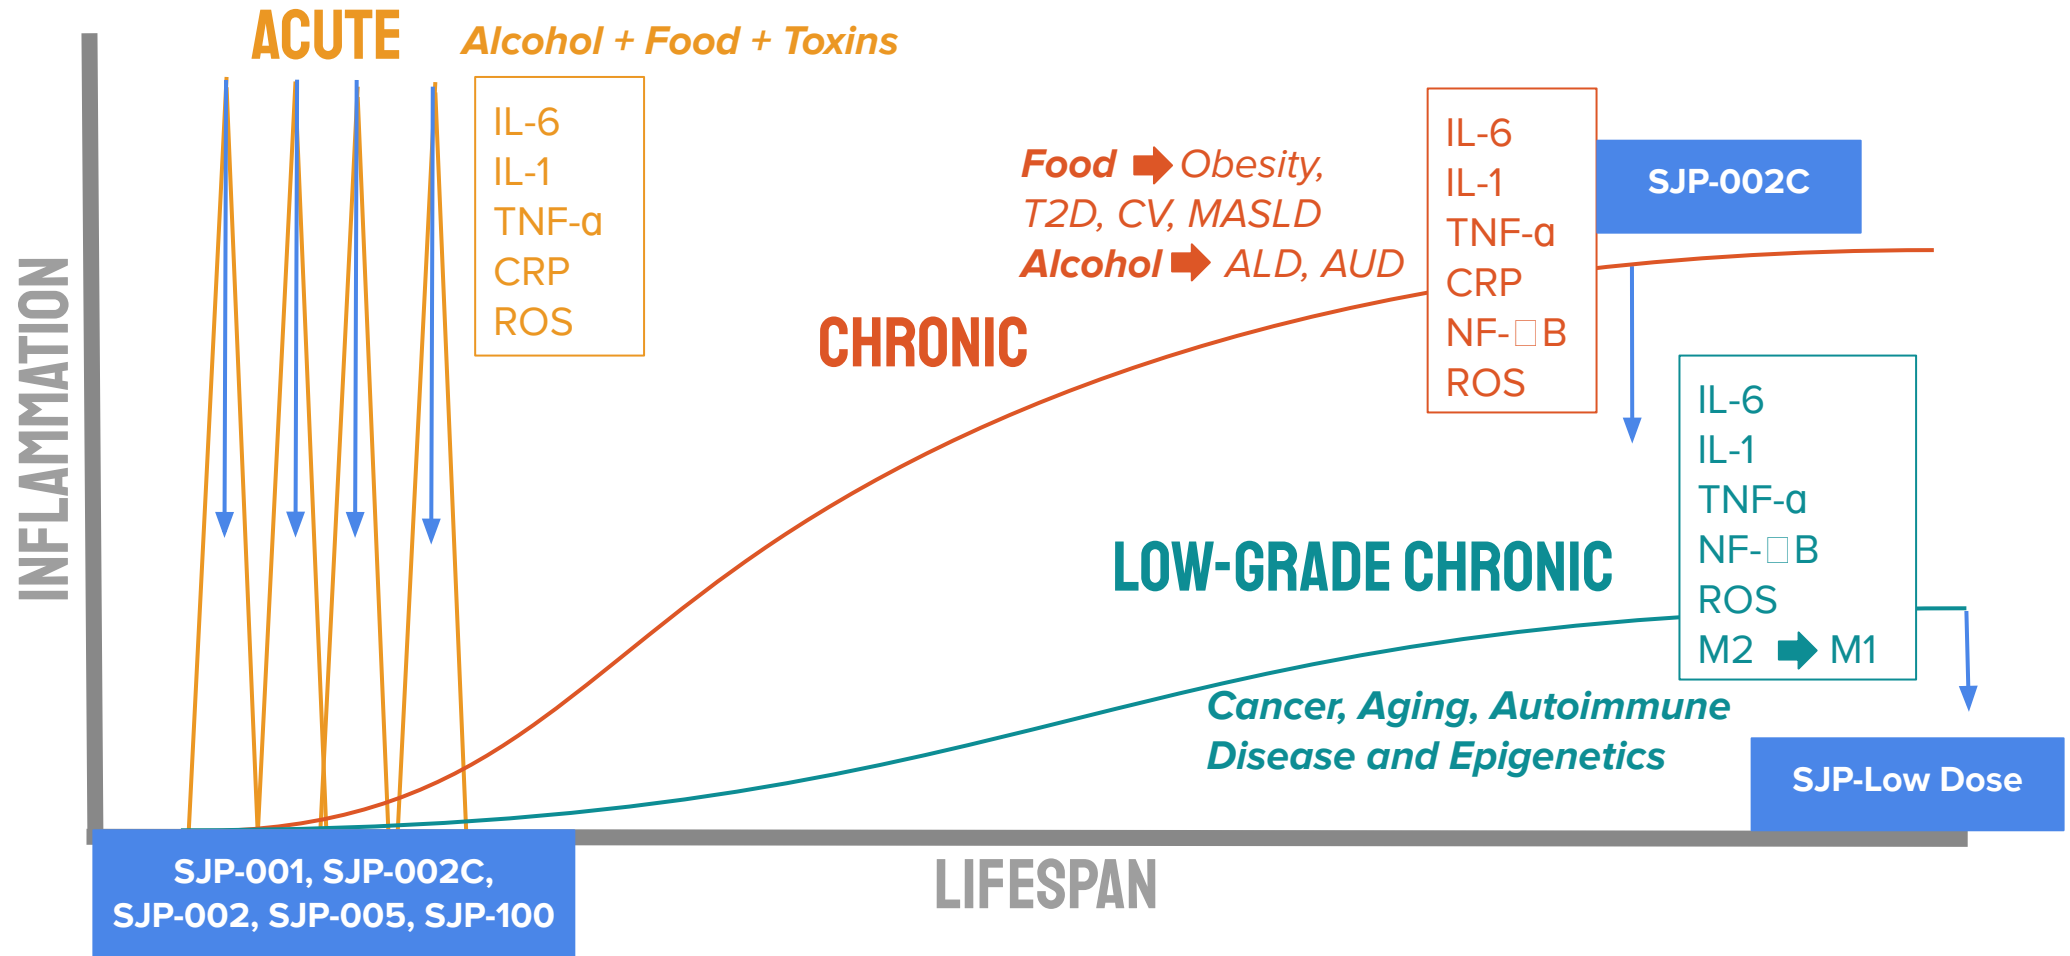 ACUTE
Alcohol + Food + Toxins
IL-6
IL-1
TNF-α
CRP
ROS
Food ➡ Obesity,
T2D, CV, MASLD
Alcohol ➡ ALD, AUD
CHRONIC
IL-6
IL-1
TNF-α
CRP
NF-□B
ROS
SJP-002C
LOW-GRADE CHRONIC
IL-6
IL-1
TNF-α
NF-□B
ROS
M2 ➡ M1
Cancer, Aging, Autoimmune
Disease and Epigenetics
SJP-Low Dose
INFLAMMATION
LIFESPAN
SJP-001, SJP-002C,
SJP-002, SJP-005, SJP-100